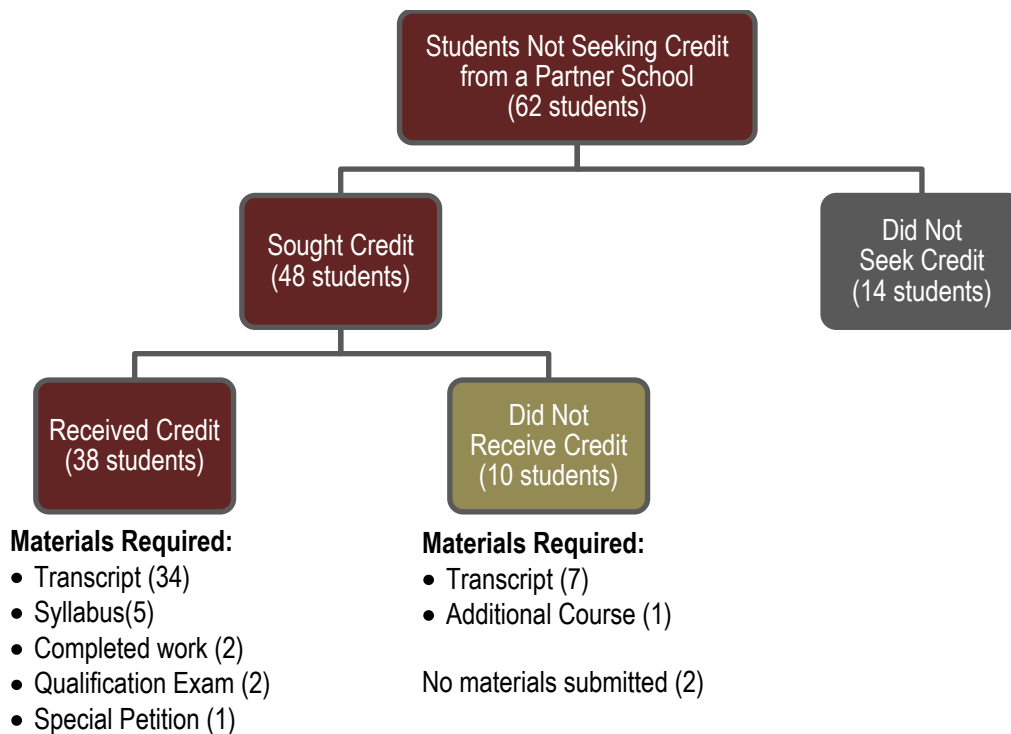 Students Not Seeking Credit
from a Partner School
(62 students)
Sought Credit
(48 students)
Did Not
Seek Credit
(14 students)
Received Credit
(38 students)
Did Not
Receive Credit
(10 students)
Materials Required:
• Transcript (34)
• Syllabus(5)
• Completed work (2)
• Qualification Exam (2)
• Special Petition (1)
Materials Required:
• Transcript (7)
• Additional Course (1)
No materials submitted (2)